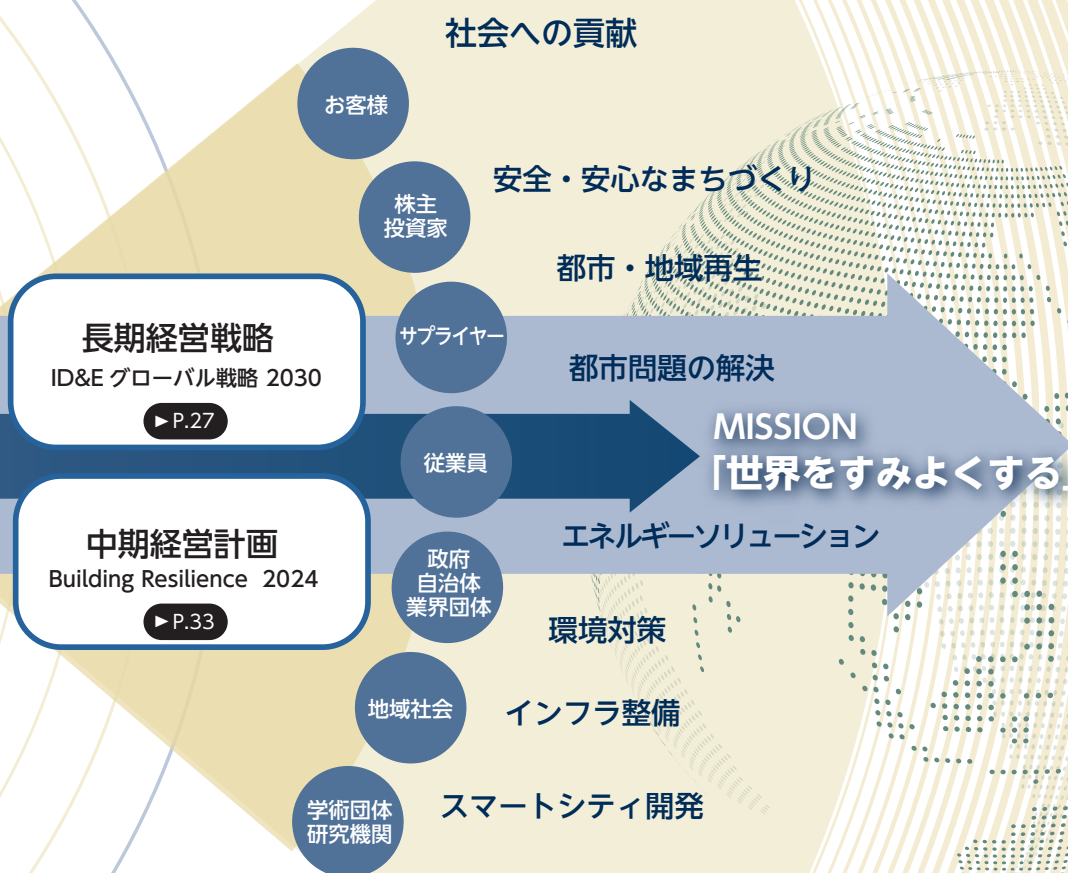 社会への貢献
お客様
安全・安心なまちづくり
株主
投資家
都市・地域再生
サプライヤー
長期経営戦略
ID&E グローバル戦略 2030
►P.27
都市問題の解決
MISSION
「世界をすみよくする」
従業員
中期経営計画
Building Resilience 2024
►P.33
エネルギーソリューション
政府
自治体
業界団体
環境対策
地域社会
インフラ整備
スマートシティ開発
学術団体
研究機関